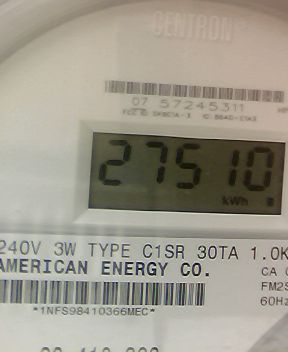 CENTRON
07 57245311
27510
kWh
240V 3W TYPE C1SR 30TA 1.0K
AMERICAN ENERGY CO.
CA
FM2S
60Hz
*1NFS98410366MEC*